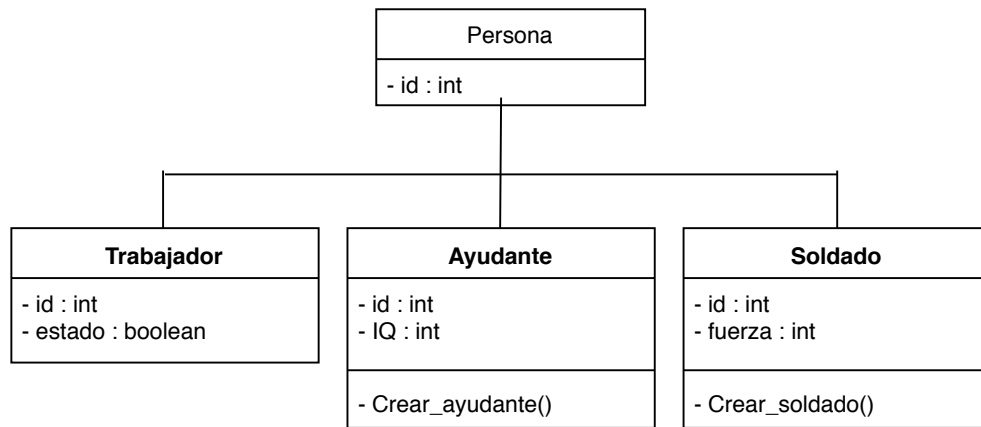 Persona
- id : int
Trabajador
- id : int
- estado : boolean
Ayudante
- id : int
- IQ : int
- Crear_ayudante()
Soldado
- id : int
- fuerza : int
- Crear_soldado()